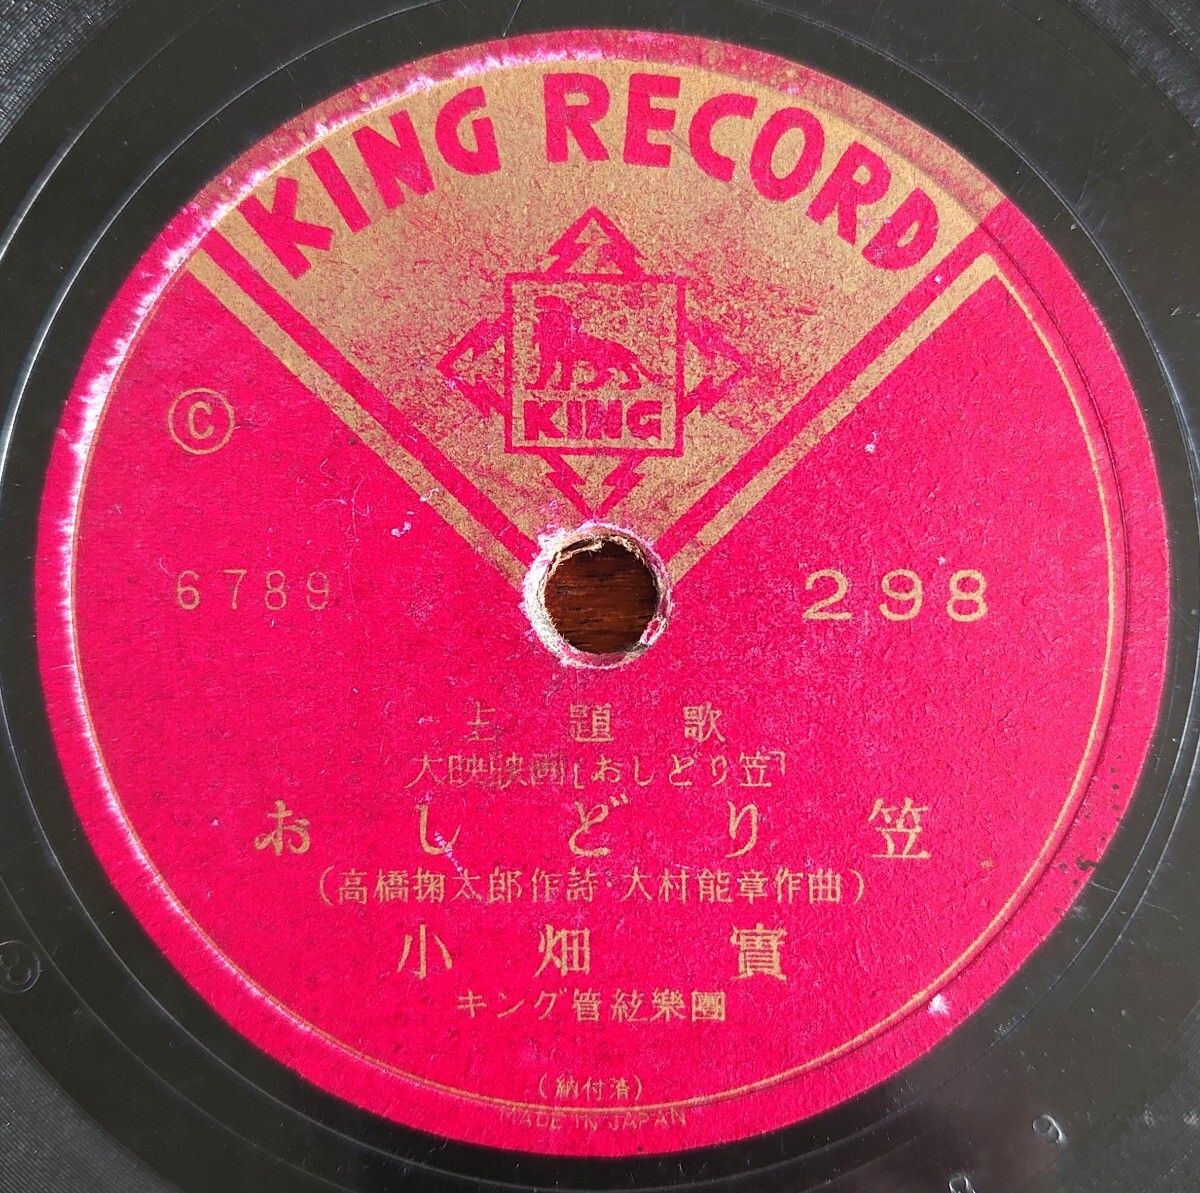 KING RECORD
KING
©
6789
298
主題歌
大映映画「おしどり笠」
おしどり笠
(高橋掬太郎作詩・大村能章作曲)
小畑實
キング管絃樂團
(納付済)
MADE IN JAPAN